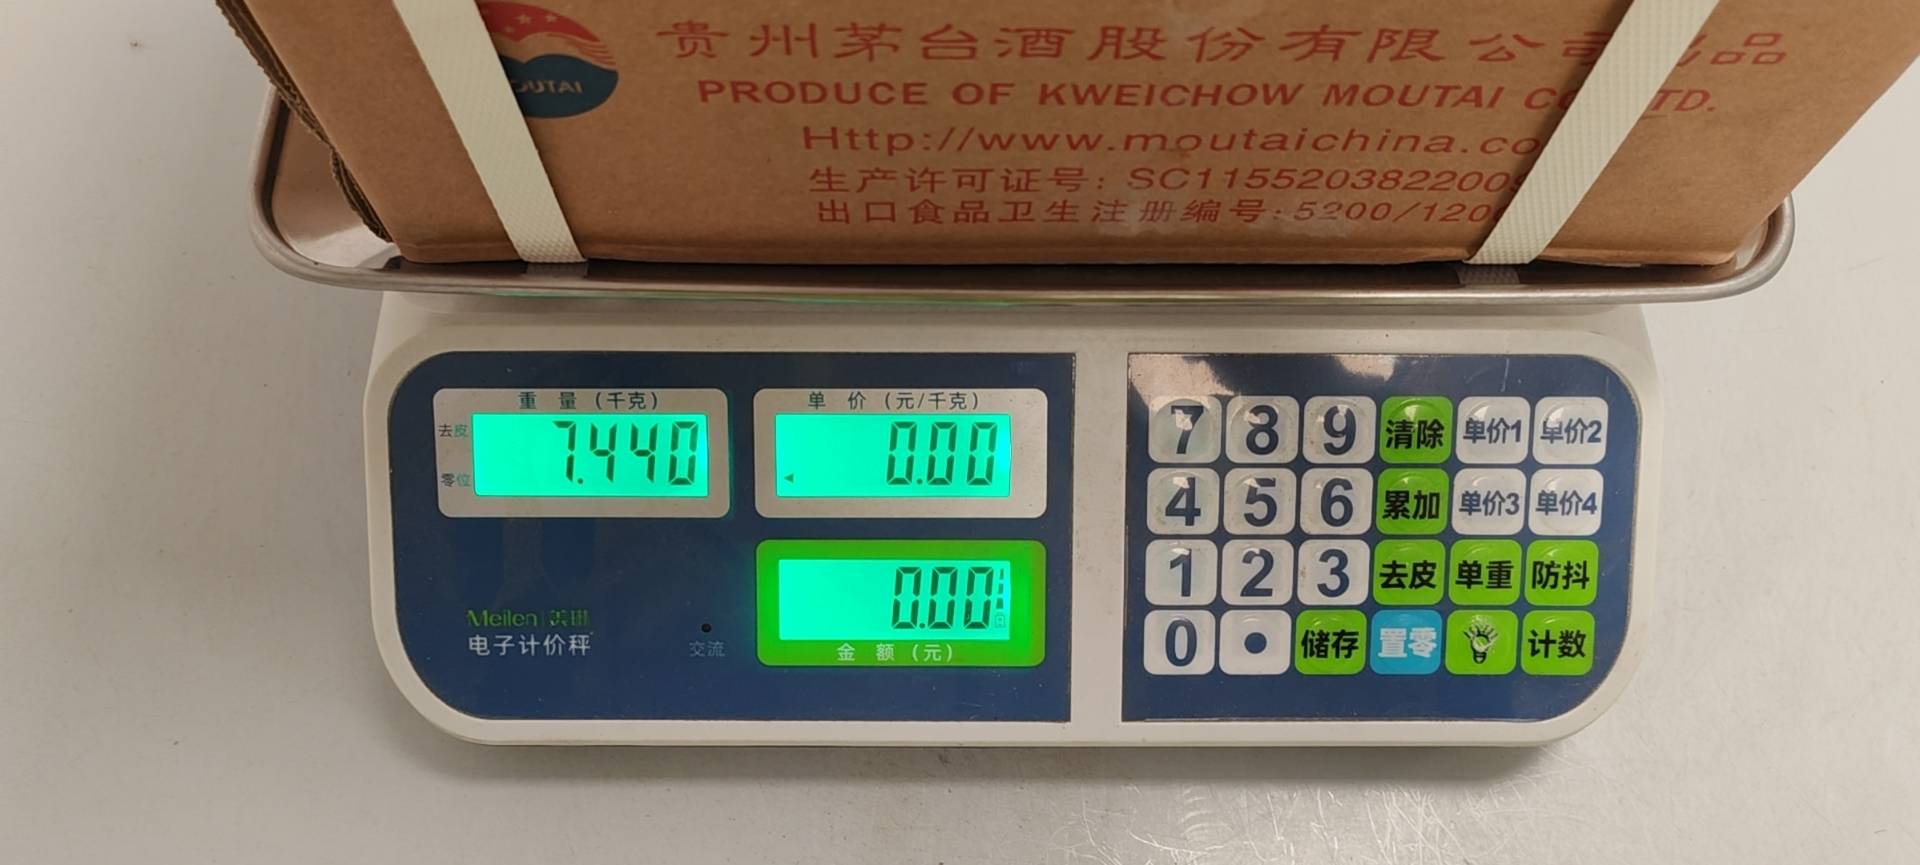 MOUTAI
贵州茅台酒股份有限公司出品
PRODUCE OF KWEICHOW MOUTAI CO., LTD.
Http://www.moutaichina.co
生产许可证号: SC1155203822009
出口食品卫生注册编号:5200/120
重 量 (千克)
去皮
7.440
零位
单 价 (元/千克)
0.00
0.00
金 额 (元)
Meilen 美琳
电子计价秤
交流
7 8 9 清除 单价1 单价2
4 5 6 累加 单价3 单价4
1 2 3 去皮 单重 防抖
0 • 储存 置零 计数